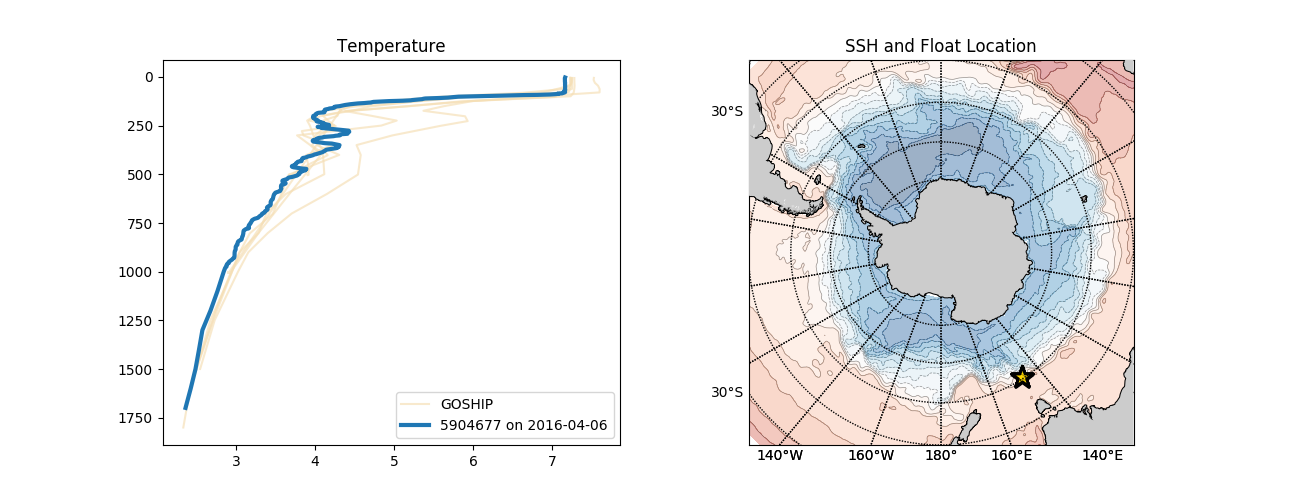 Temperature
0
250
500
750
1000
1250
1500
1750
3
4
5
6
7
GOSHIP
5904677 on 2016-04-06
SSH and Float Location
30°S
30°S
140°W
160°W
180°
160°E
140°E